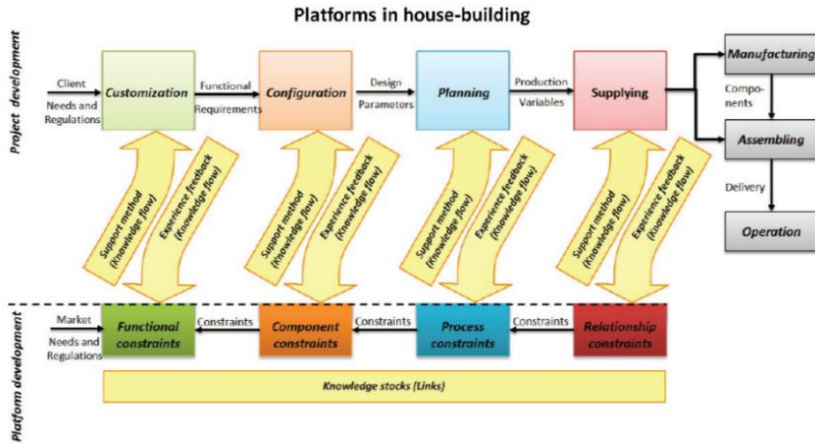 Platforms in house-building
Project development
Client
Needs and
Regulations
Customization
Functional
Requirements
Configuration
Design
Parameters
Planning
Production
Variables
Supplying
Manufacturing
Compo-
nents
Assembling
Delivery
Operation
Support method
(Knowledge flow)
Experience feedback
(Knowledge flow)
Support method
(Knowledge flow)
Experience feedback
(Knowledge flow)
Support method
(Knowledge flow)
Experience feedback
(Knowledge flow)
Support method
(Knowledge flow)
Experience feedback
(Knowledge flow)
Platform development
Market
Needs and
Regulations
Functional
constraints
Constraints
Component
constraints
Constraints
Process
constraints
Constraints
Relationship
constraints
Knowledge stocks (Links)